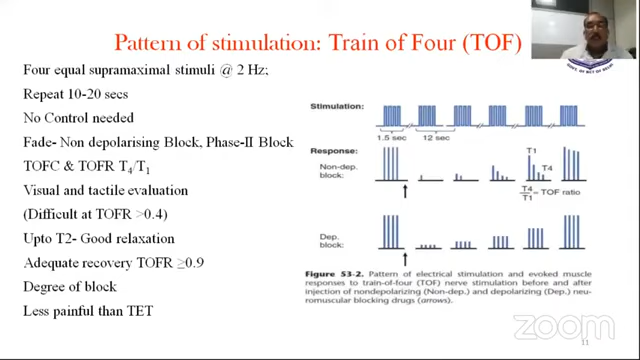 Pattern of stimulation: Train of Four (TOF)
GOVT. OF NCT OF DELHI
Four equal supramaximal stimuli @ 2 Hz;
Repeat 10-20 secs
No Control needed
Fade- Non depolarising Block, Phase-II Block
TOFC & TOFR T4/T1
Visual and tactile evaluation
(Difficult at TOFR >0.4)
Upto T2- Good relaxation
Adequate recovery TOFR ≥0.9
Degree of block
Less painful than TET
Stimulation:
1.5 sec 12 sec
Response:
Non-dep.
block
T1
T4
T4/T1 = TOF ratio
Dep.
block:
Figure 53-2. Pattern of electrical stimulation and evoked muscle
responses to train-of-four (TOF) nerve stimulation before and after
injection of nondepolarizing (Non-dep.) and depolarizing (Dep.) neu-
romuscular blocking drugs (arrows).
zoom
11